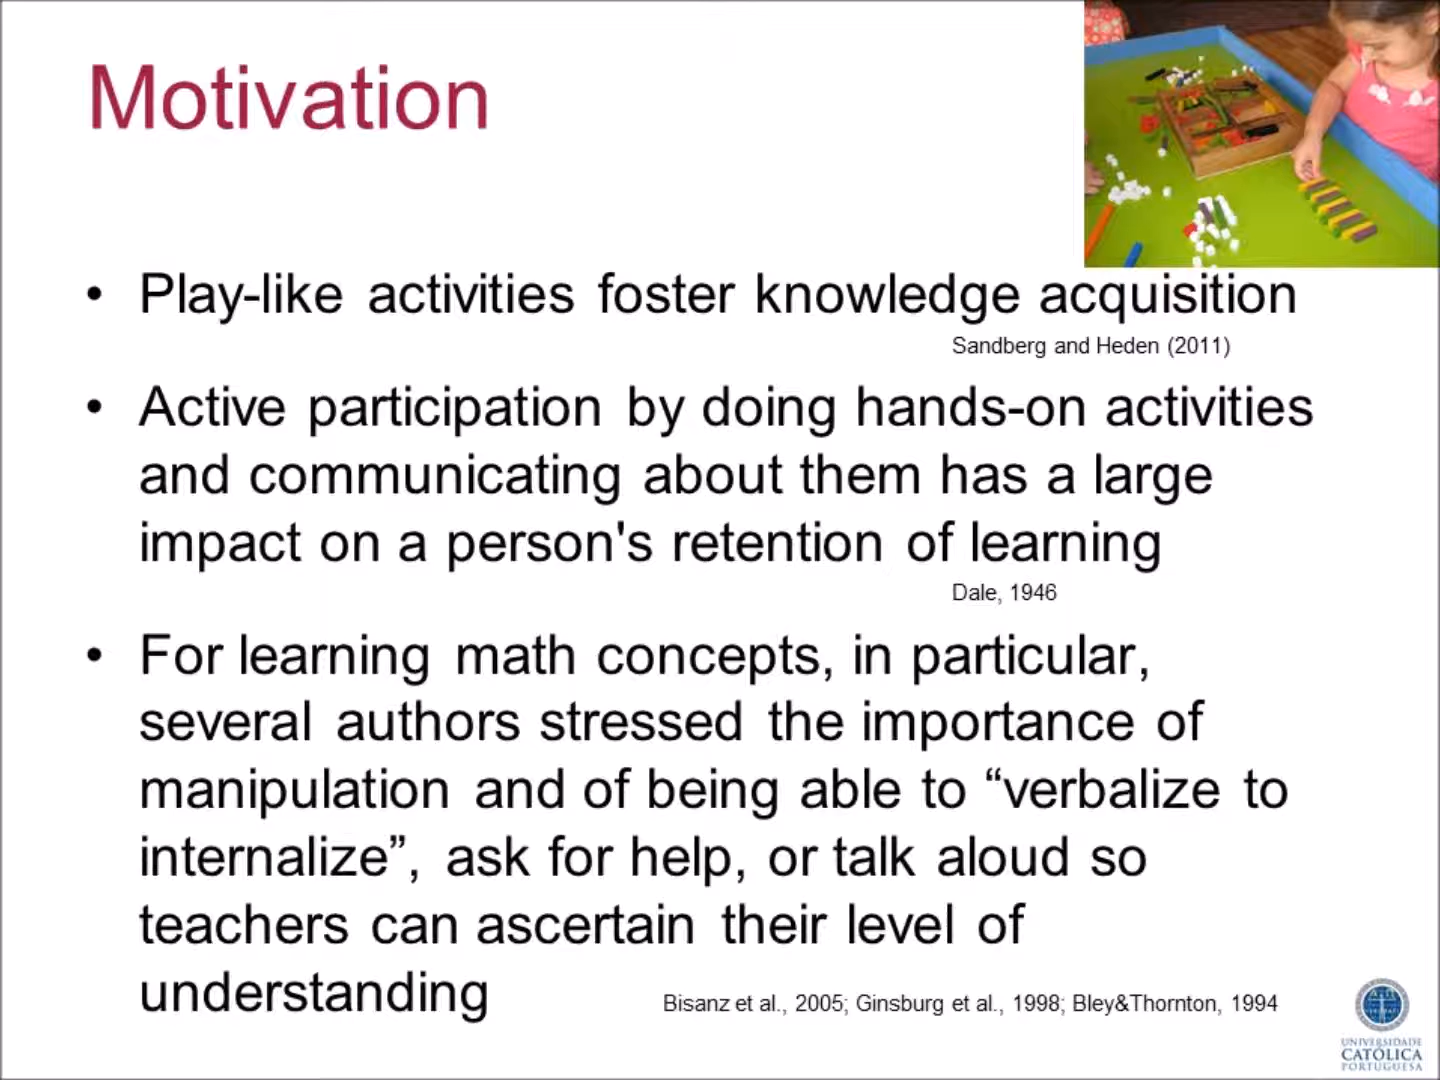 Motivation
• Play-like activities foster knowledge acquisition
Sandberg and Heden (2011)
• Active participation by doing hands-on activities
and communicating about them has a large
impact on a person's retention of learning
Dale, 1946
• For learning math concepts, in particular,
several authors stressed the importance of
manipulation and of being able to “verbalize to
internalize”, ask for help, or talk aloud so
teachers can ascertain their level of
understanding
Bisanz et al., 2005; Ginsburg et al., 1998; Bley&Thornton, 1994
UNIVERSIDADE
CATÓLICA
PORTUGUESA